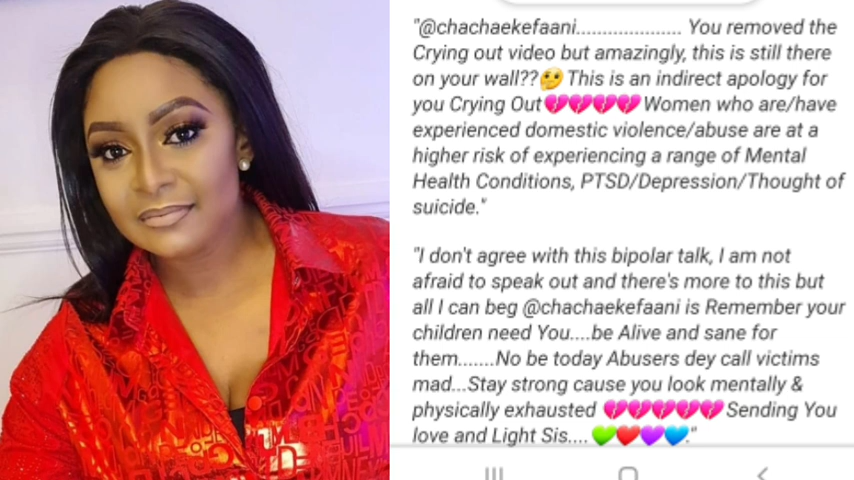 "@chachaekefaani..................... You removed the
Crying out video but amazingly, this is still there
on your wall??🤔 This is an indirect apology for
you Crying Out💔💔💔💔 Women who are/have
experienced domestic violence/abuse are at a
higher risk of experiencing a range of Mental
Health Conditions, PTSD/Depression/Thought of
suicide."
"I don't agree with this bipolar talk, I am not
afraid to speak out and there's more to this but
all I can beg @chachaekefaani is Remember your
children need You....be Alive and sane for
them.......No be today Abusers dey call victims
mad...Stay strong cause you look mentally &
physically exhausted 💔💔💔💔💔 Sending You
love and Light Sis.... 💚❤️💜💙."